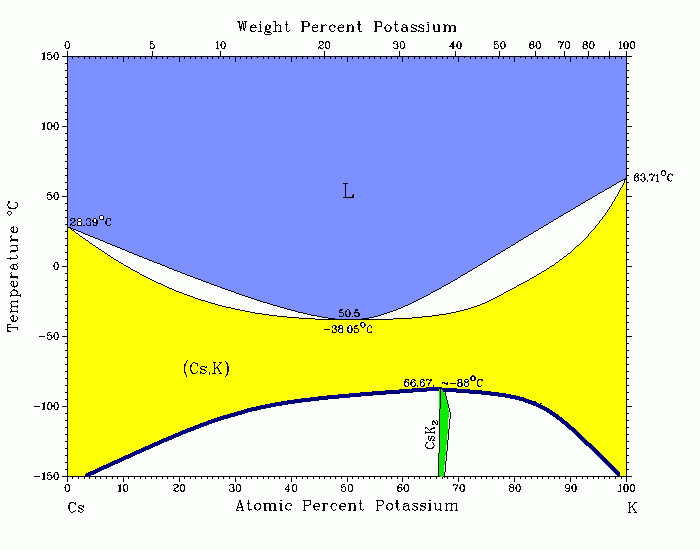 Weight Percent Potassium
0 5 10 20 30 40 50 60 70 80 100
150
100
50
0
-50
-100
-150
Temperature °C
L
28.39°C
63.71°C
50.5
-38.05°C
(Cs,K)
66.67, ~-88°C
CsK2
0 10 20 30 40 50 60 70 80 90 100
Cs Atomic Percent Potassium K